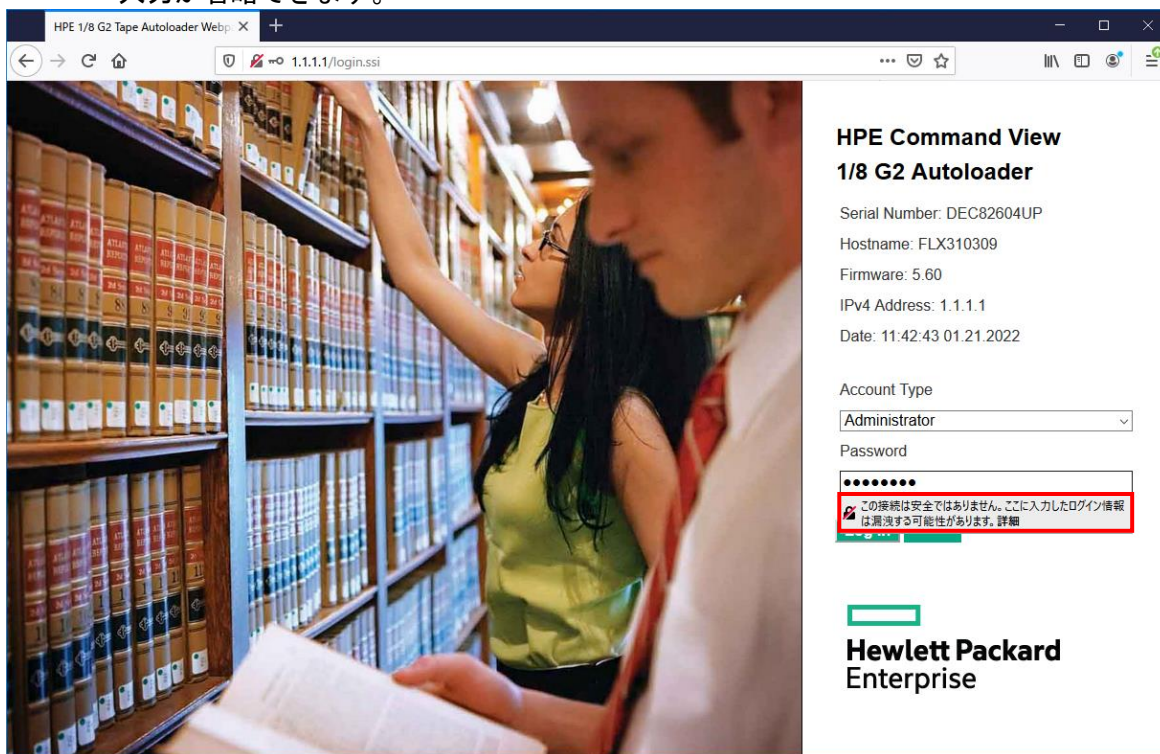 HPE 1/8 G2 Tape Autoloader Webp
1.1.1.1/login.ssi
HPE Command View
1/8 G2 Autoloader
Serial Number: DEC82604UP
Hostname: FLX310309
Firmware: 5.60
IPv4 Address: 1.1.1.1
Date: 11:42:43 01.21.2022
Account Type
Administrator
Password
この接続は安全ではありません。ここに入力したログイン情報
は漏洩する可能性があります。詳細
Hewlett Packard
Enterprise